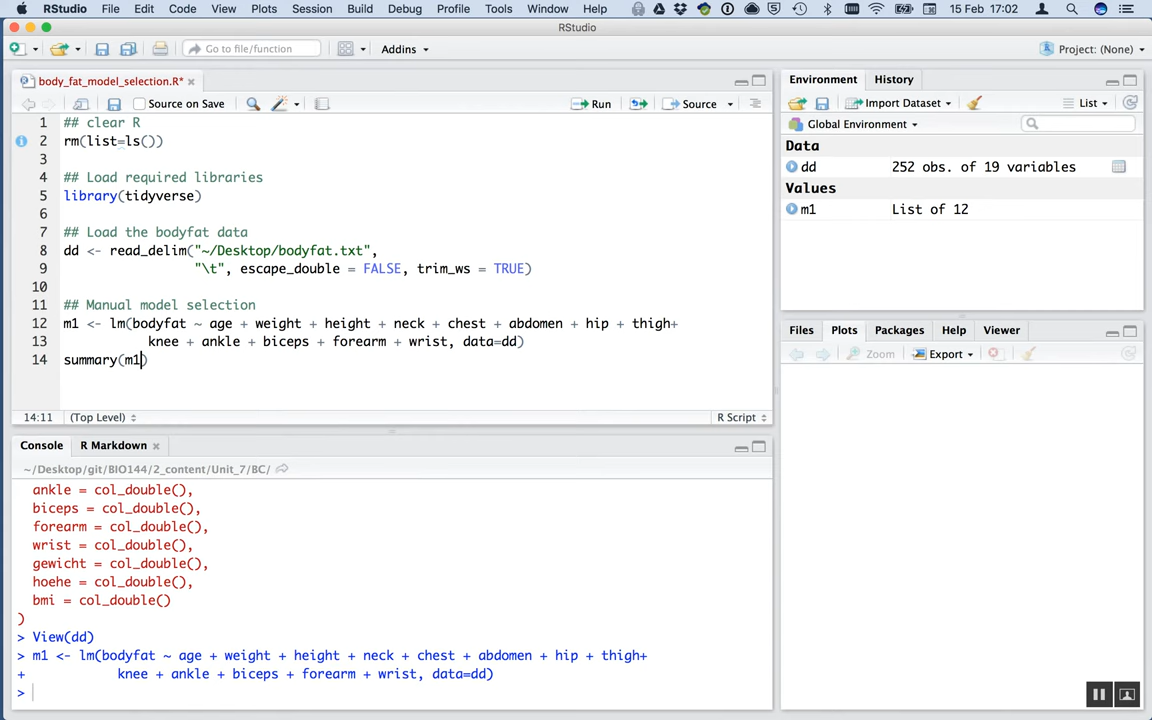 RStudio File Edit Code View Plots Session Build Debug Profile Tools Window Help 15 Feb 17:02
RStudio
Go to file/function Addins Project: (None)
body_fat_model_selection.R*
Source on Save Run Source
1 ## clear R
2 rm(list=ls())
3
4 ## Load required libraries
5 library(tidyverse)
6
7 ## Load the bodyfat data
8 dd <- read_delim("~/Desktop/bodyfat.txt",
9 "\t", escape_double = FALSE, trim_ws = TRUE)
10
11 ## Manual model selection
12 m1 <- lm(bodyfat ~ age + weight + height + neck + chest + abdomen + hip + thigh+
13 knee + ankle + biceps + forearm + wrist, data=dd)
14 summary(m1)
14:11 (Top Level) R Script
Console R Markdown
~/Desktop/git/BIO144/2_content/Unit_7/BC/
ankle = col_double(),
biceps = col_double(),
forearm = col_double(),
wrist = col_double(),
gewicht = col_double(),
hoehe = col_double(),
bmi = col_double()
)
> View(dd)
> m1 <- lm(bodyfat ~ age + weight + height + neck + chest + abdomen + hip + thigh+
+ knee + ankle + biceps + forearm + wrist, data=dd)
>
Environment History
Import Dataset List
Global Environment
Data
dd 252 obs. of 19 variables
Values
m1 List of 12
Files Plots Packages Help Viewer
Zoom Export